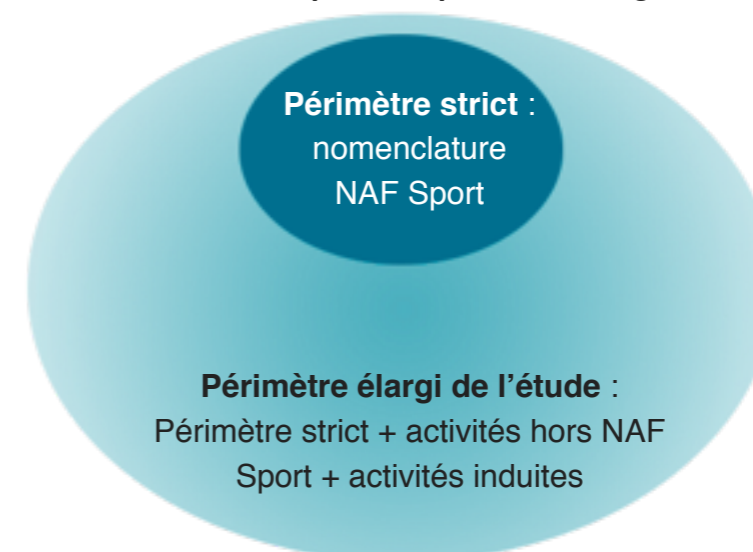 Périmètre strict :
nomenclature
NAF Sport
Périmètre élargi de l’étude :
Périmètre strict + activités hors NAF
Sport + activités induites